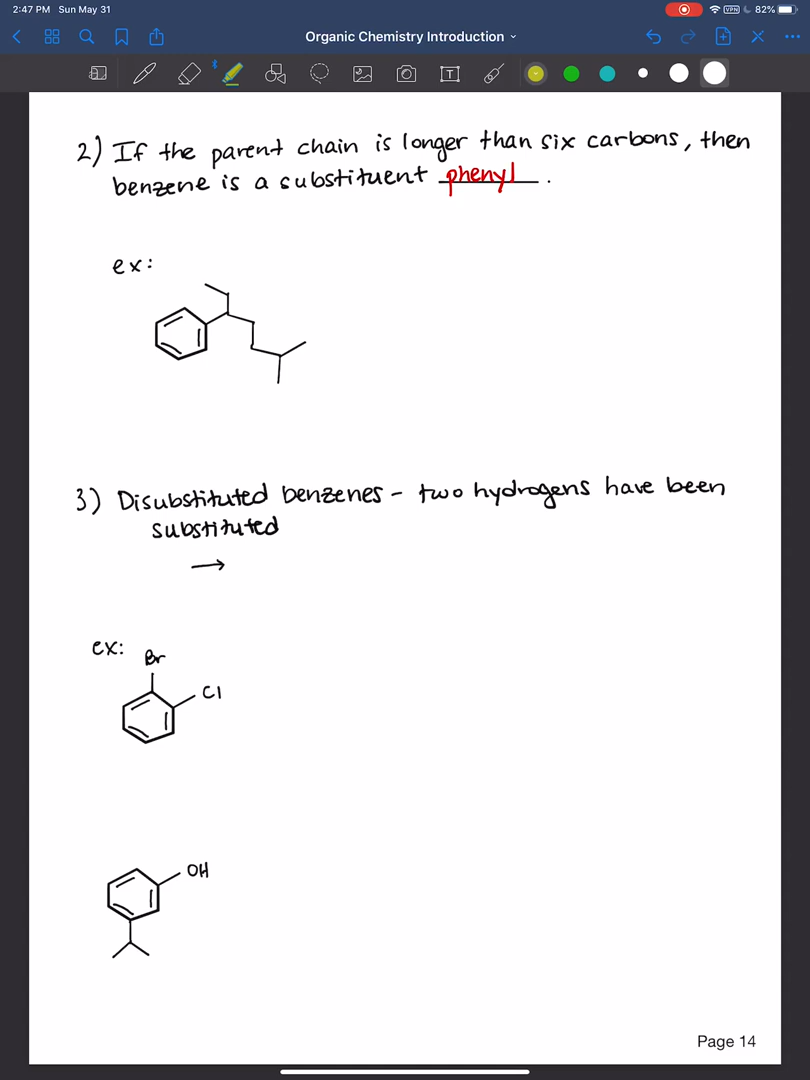 2:47 PM Sun May 31
VPN 82%
Organic Chemistry Introduction
T
2) If the parent chain is longer than six carbons, then
benzene is a substituent phenyl.
ex:
3) Disubstituted benzenes - two hydrogens have been
substituted
→
ex:
Br
Cl
OH
Page 14